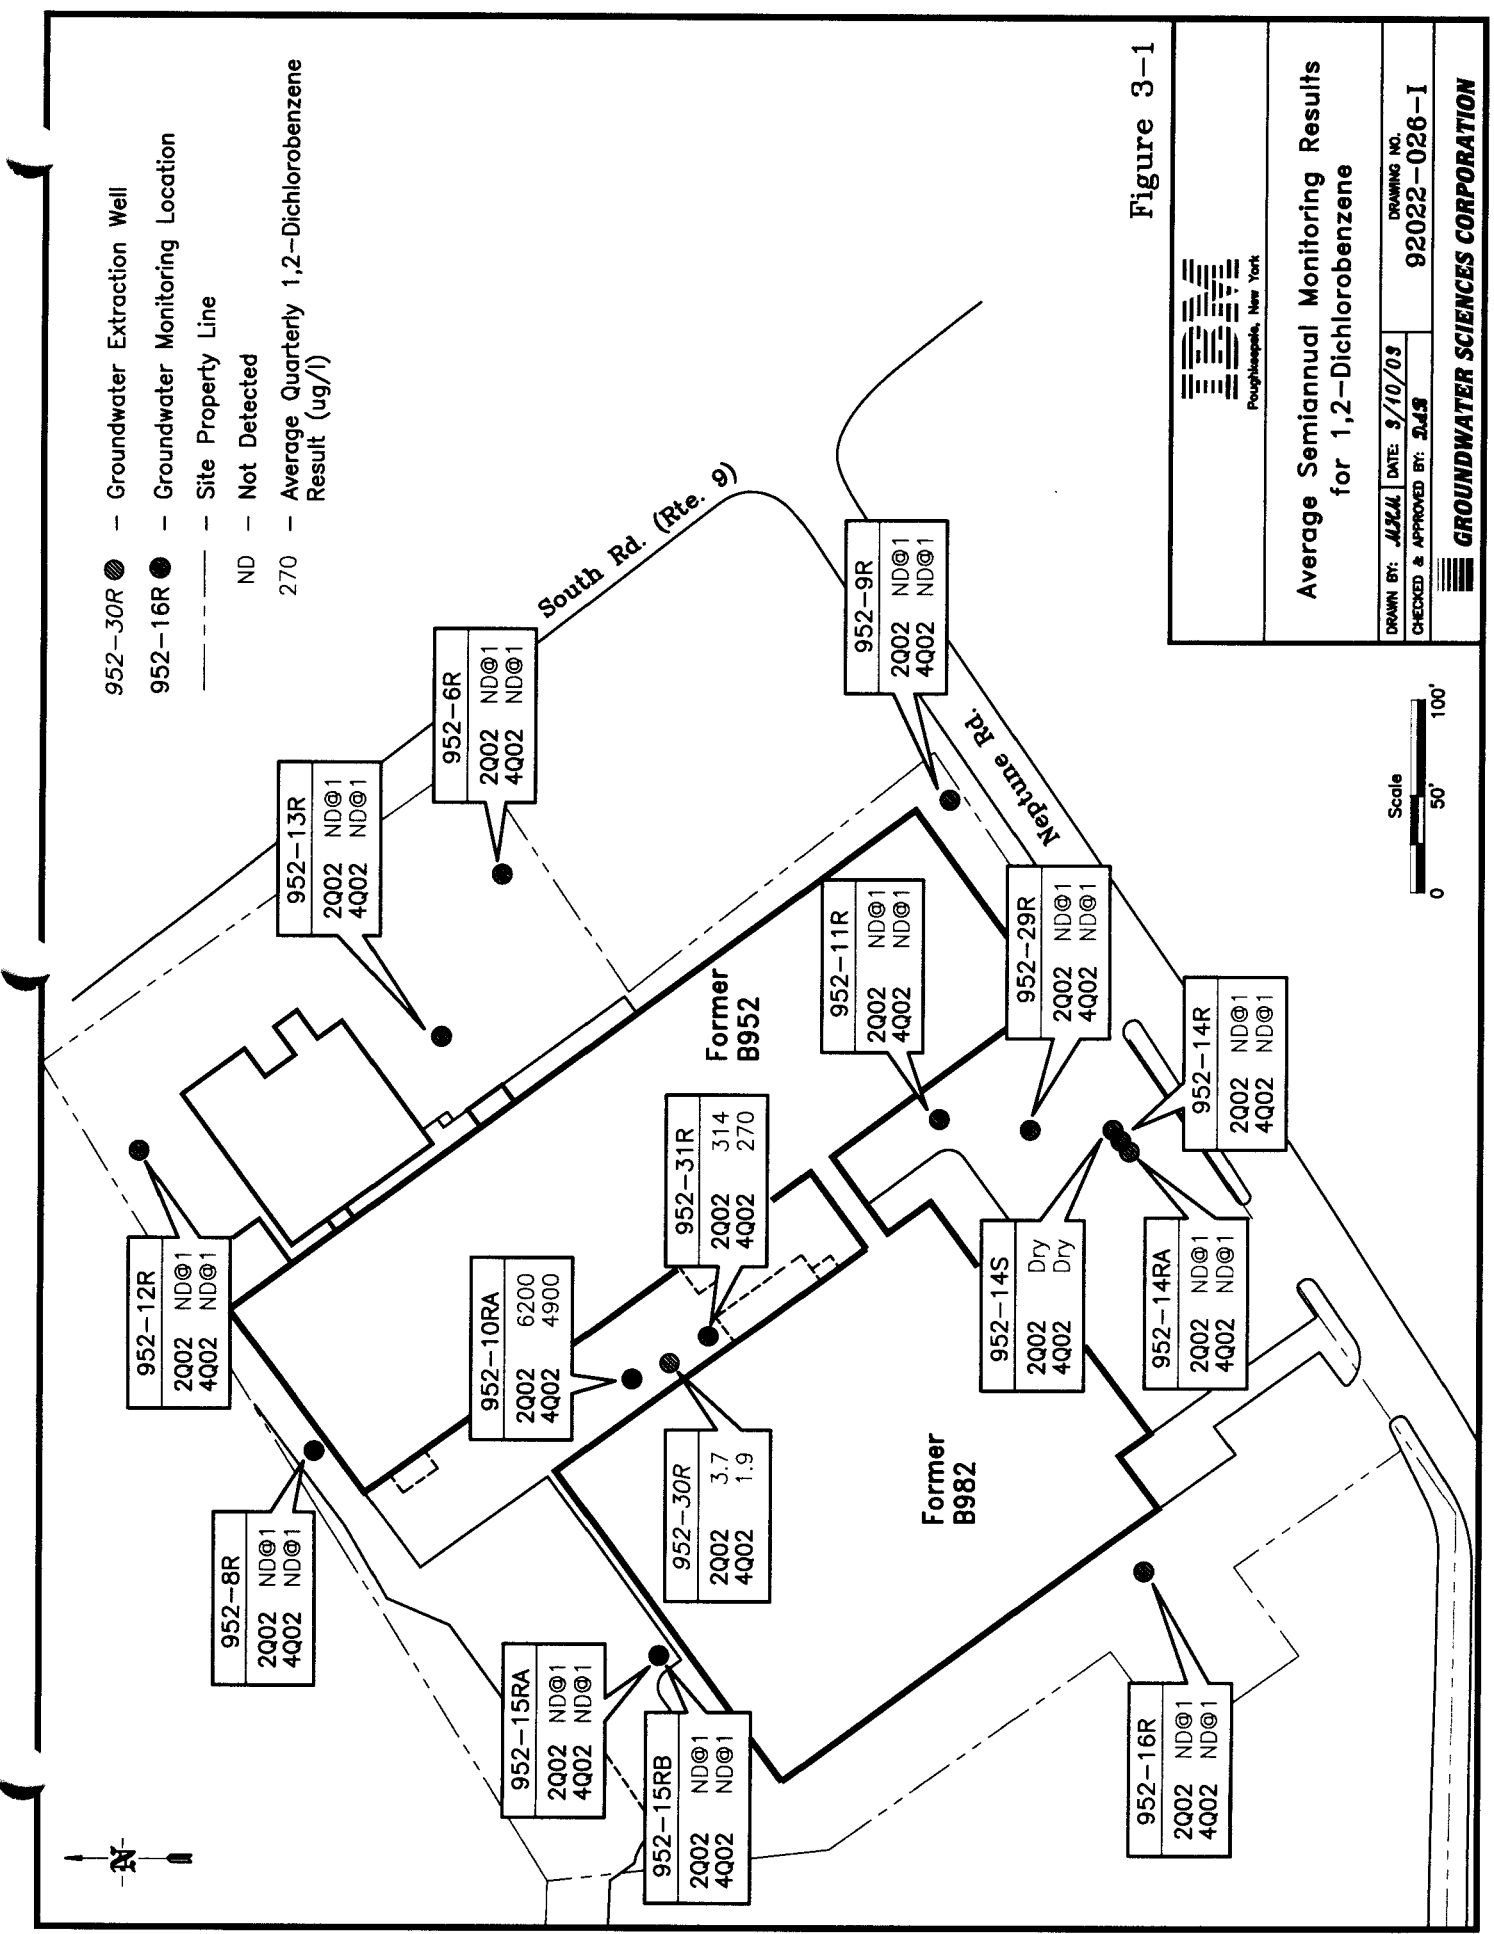 952-30R – Groundwater Extraction Well
952-16R – Groundwater Monitoring Location
– Site Property Line
ND – Not Detected
270 – Average Quarterly 1,2-Dichlorobenzene
Result (ug/l)
N
952-12R
2Q02 ND@1
4Q02 ND@1
952-13R
2Q02 ND@1
4Q02 ND@1
952-6R
2Q02 ND@1
4Q02 ND@1
South Rd. (Rte. 9)
952-8R
2Q02 ND@1
4Q02 ND@1
952-10RA
2Q02 6200
4Q02 4900
952-31R
2Q02 314
4Q02 270
Former
B952
952-9R
2Q02 ND@1
4Q02 ND@1
Neptune Rd.
952-11R
2Q02 ND@1
4Q02 ND@1
952-29R
2Q02 ND@1
4Q02 ND@1
952-15RA
2Q02 ND@1
4Q02 ND@1
952-15RB
2Q02 ND@1
4Q02 ND@1
952-30R
2Q02 3.7
4Q02 1.9
Former
B982
952-14S
2Q02 Dry
4Q02 Dry
952-14RA
2Q02 ND@1
4Q02 ND@1
952-14R
2Q02 ND@1
4Q02 ND@1
952-16R
2Q02 ND@1
4Q02 ND@1
Scale
0 50' 100'
Figure 3-1
IBM
Poughkeepsie, New York
Average Semiannual Monitoring Results
for 1,2-Dichlorobenzene
DRAWN BY: DATE: 3/10/03
CHECKED & APPROVED BY:
DRAWING NO.
92022-026-I
GROUNDWATER SCIENCES CORPORATION